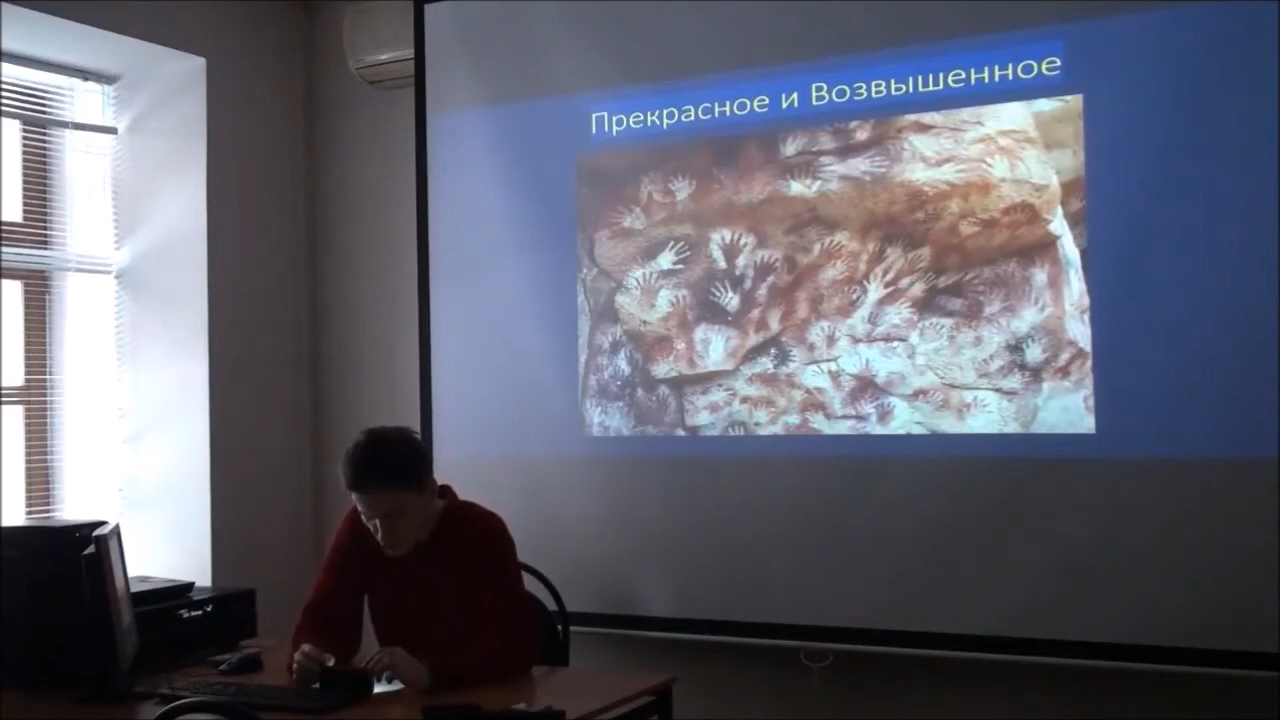 Прекрасное и Возвышенное